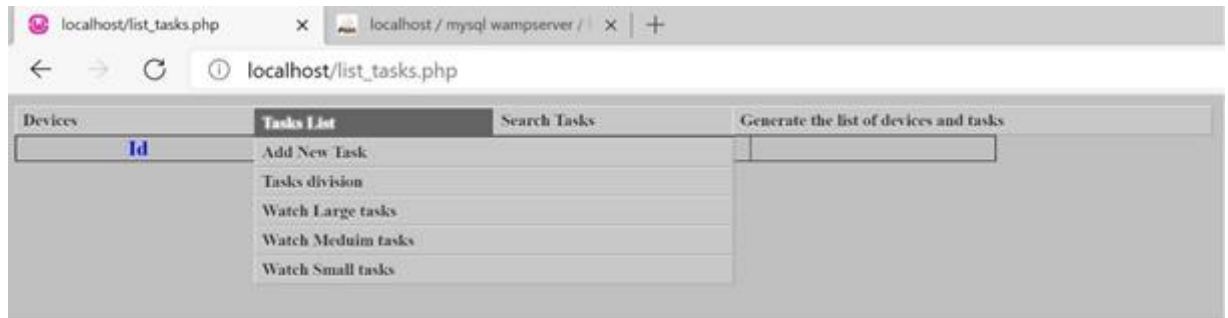 localhost/list_tasks.php localhost / mysql wampserver /
localhost/list_tasks.php
Devices Tasks List Search Tasks Generate the list of devices and tasks
Id Add New Task
Tasks division
Watch Large tasks
Watch Meduim tasks
Watch Small tasks